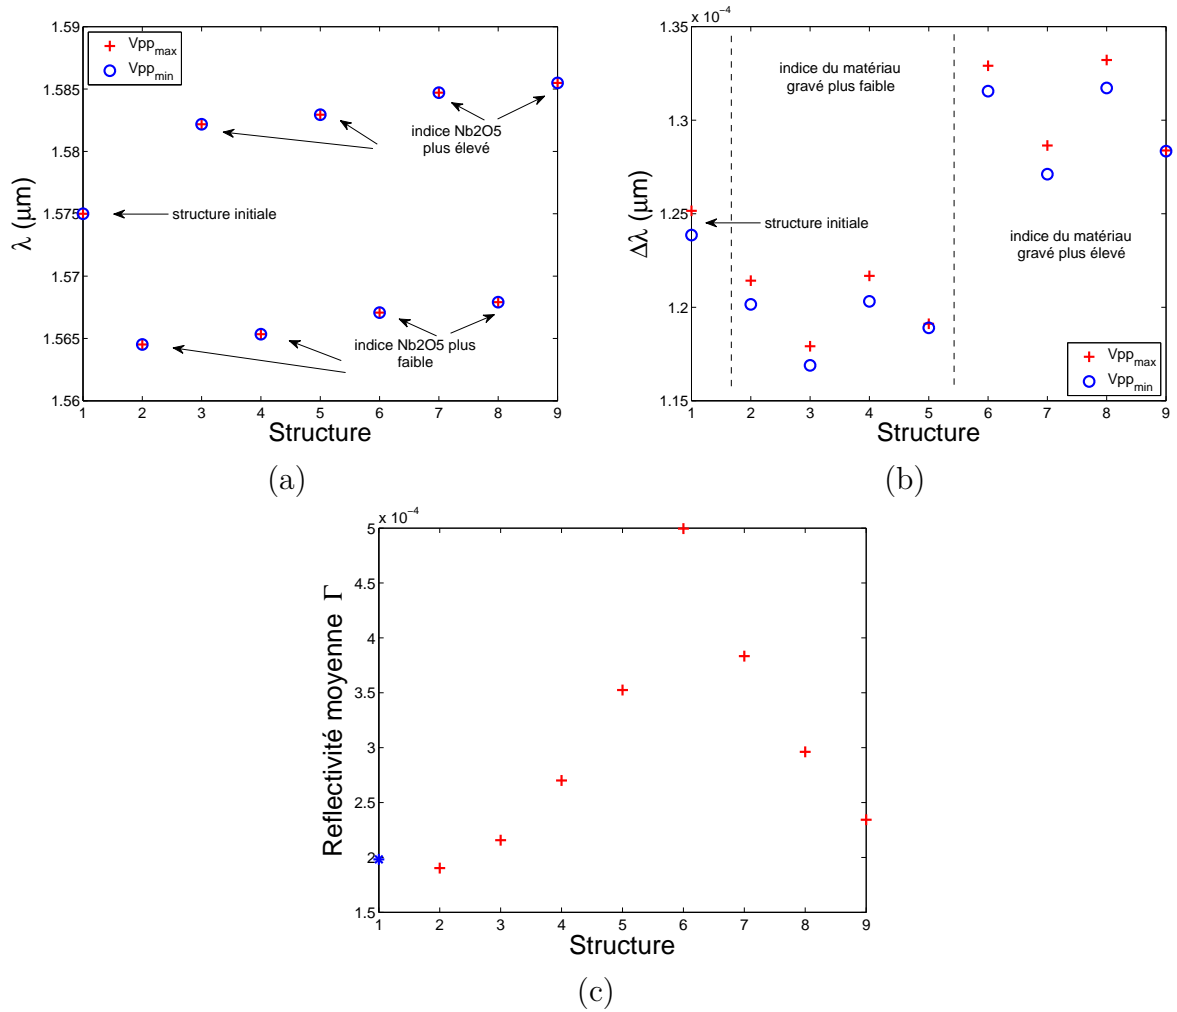 1.59
1.585
1.58
1.575
1.57
1.565
1.56
λ (μm)
Vpp_max
Vpp_min
indice Nb2O5
plus élevé
structure initiale
indice Nb2O5 plus
faible
1 2 3 4 5 6 7 8 9
Structure
(a)
x 10⁻⁴
1.35
1.3
1.25
1.2
1.15
Δλ (μm)
indice du matériau
gravé plus faible
structure initiale
indice du matériau
gravé plus élevé
Vpp_max
Vpp_min
1 2 3 4 5 6 7 8 9
Structure
(b)
x 10⁻⁴
5
4.5
4
3.5
3
2.5
2
1.5
Reflectivité moyenne Γ
1 2 3 4 5 6 7 8 9
Structure
(c)